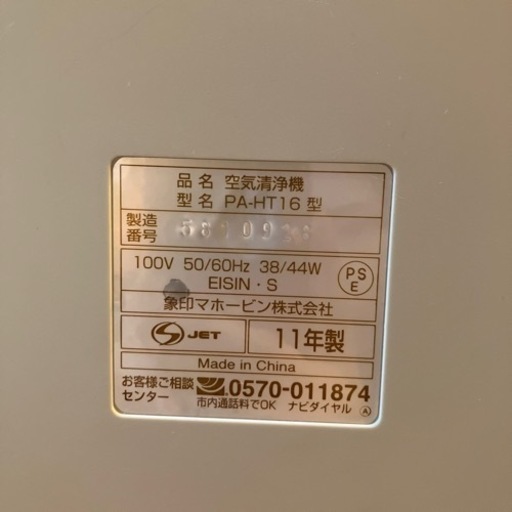 品名 空気清浄機
型名 PA-HT16 型
製造番号
100V 50/60Hz 38/44W
EISIN・S
PSE
象印マホービン株式会社
S JET 11年製
Made in China
お客様ご相談センター 0570-011874
市内通話料でOK ナビダイヤル Ⓐ